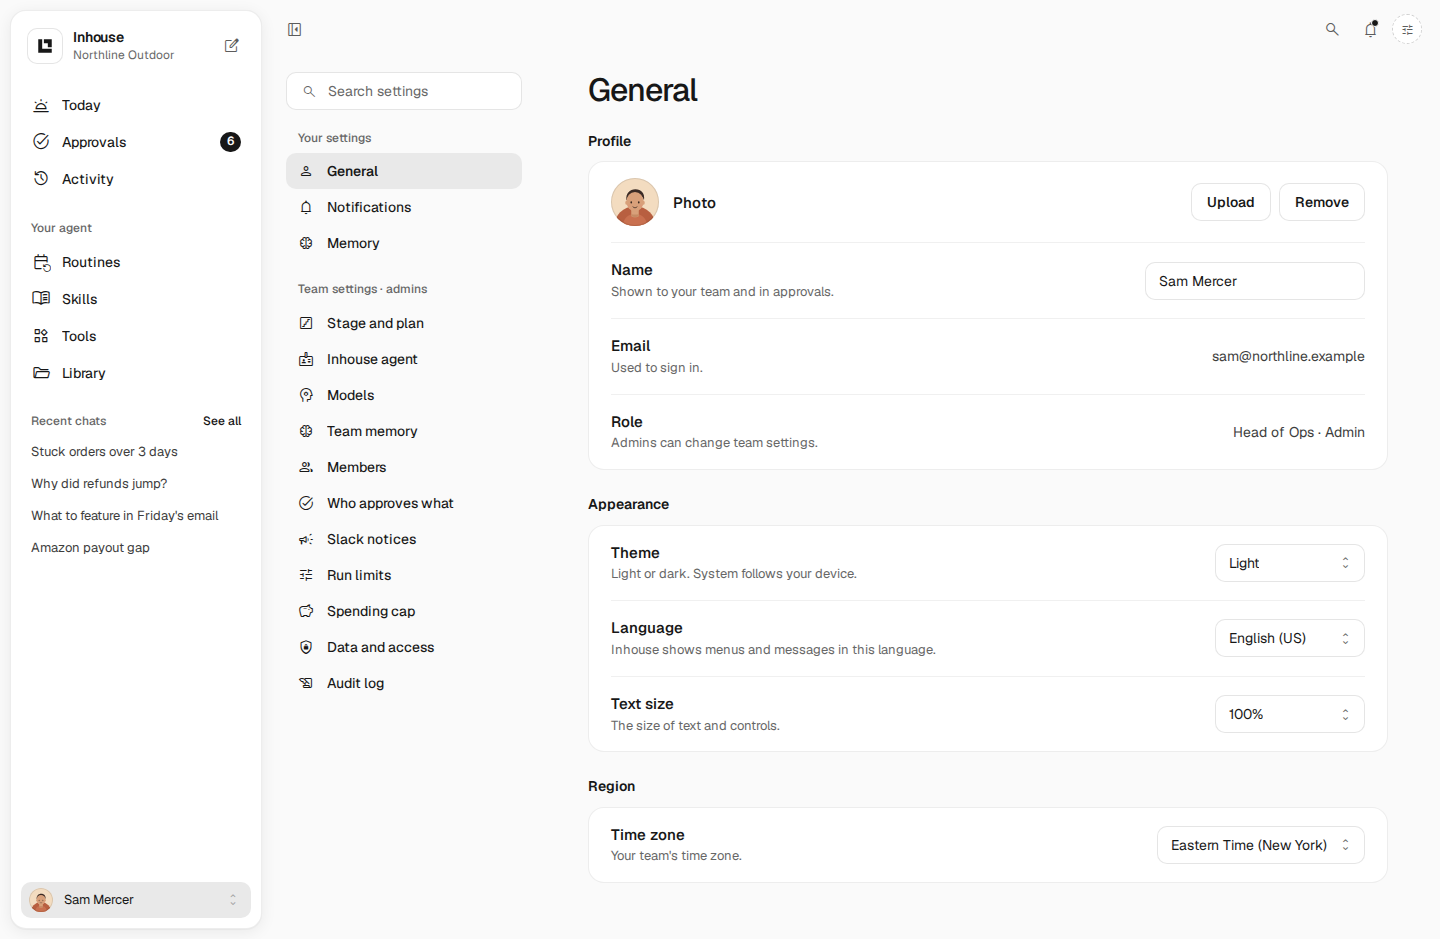 Inhouse
Northline Outdoor
Today
Approvals 6
Activity
Your agent
Routines
Skills
Tools
Library
Recent chats See all
Stuck orders over 3 days
Why did refunds jump?
What to feature in Friday's email
Amazon payout gap
Sam Mercer
Search settings
Your settings
General
Notifications
Memory
Team settings · admins
Stage and plan
Inhouse agent
Models
Team memory
Members
Who approves what
Slack notices
Run limits
Spending cap
Data and access
Audit log
General
Profile
Photo Upload Remove
Name
Shown to your team and in approvals.
Sam Mercer
Email
Used to sign in.
sam@northline.example
Role
Admins can change team settings.
Head of Ops · Admin
Appearance
Theme
Light or dark. System follows your device.
Light
Language
Inhouse shows menus and messages in this language.
English (US)
Text size
The size of text and controls.
100%
Region
Time zone
Your team's time zone.
Eastern Time (New York)